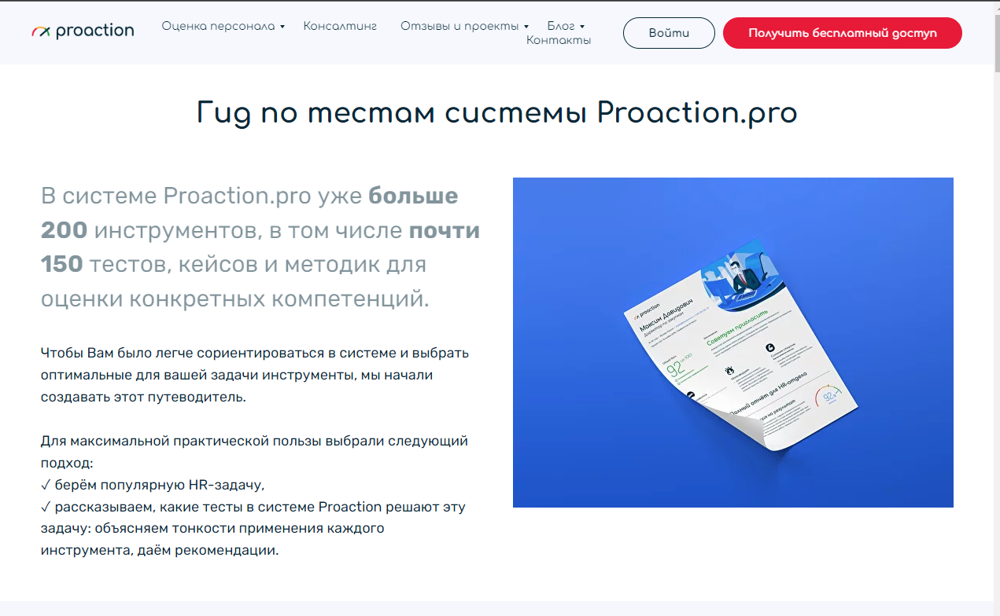 proaction
Оценка персонала
Консалтинг
Отзывы и проекты
Блог
Контакты
Войти
Получить бесплатный доступ
Гид по тестам системы Proaction.pro
В системе Proaction.pro уже больше
200 инструментов, в том числе почти
150 тестов, кейсов и методик для
оценки конкретных компетенций.
Чтобы Вам было легче сориентироваться в системе и выбрать
оптимальные для вашей задачи инструменты, мы начали
создавать этот путеводитель.
Для максимальной практической пользы выбрали следующий
подход:
✓ берём популярную HR-задачу,
✓ рассказываем, какие тесты в системе Proaction решают эту
задачу: объясняем тонкости применения каждого
инструмента, даём рекомендации.
proaction
Максим Давидович
Директор по закупкам
Советуем пригласить
92 из 100
Полный отчёт для HR-отдела
92